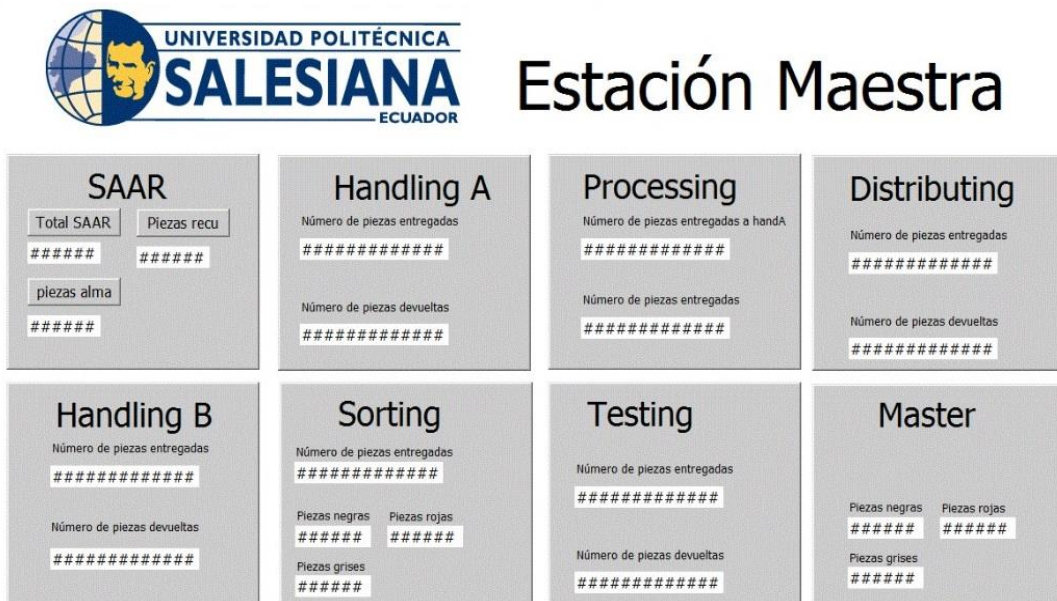 UNIVERSIDAD POLITÉCNICA
SALESIANA
ECUADOR
Estación Maestra
SAAR
Total SAAR
Piezas recu
######
######
piezas alma
######
Handling A
Número de piezas entregadas
#############
Número de piezas devueltas
#############
Processing
Número de piezas entregadas a handA
#############
Número de piezas entregadas
#############
Distributing
Número de piezas entregadas
#############
Número de piezas devueltas
#############
Handling B
Número de piezas entregadas
#############
Número de piezas devueltas
#############
Sorting
Número de piezas entregadas
#############
Piezas negras
Piezas rojas
######
######
Piezas grises
######
Testing
Número de piezas entregadas
#############
Número de piezas devueltas
#############
Master
Piezas negras
Piezas rojas
######
######
Piezas grises
######